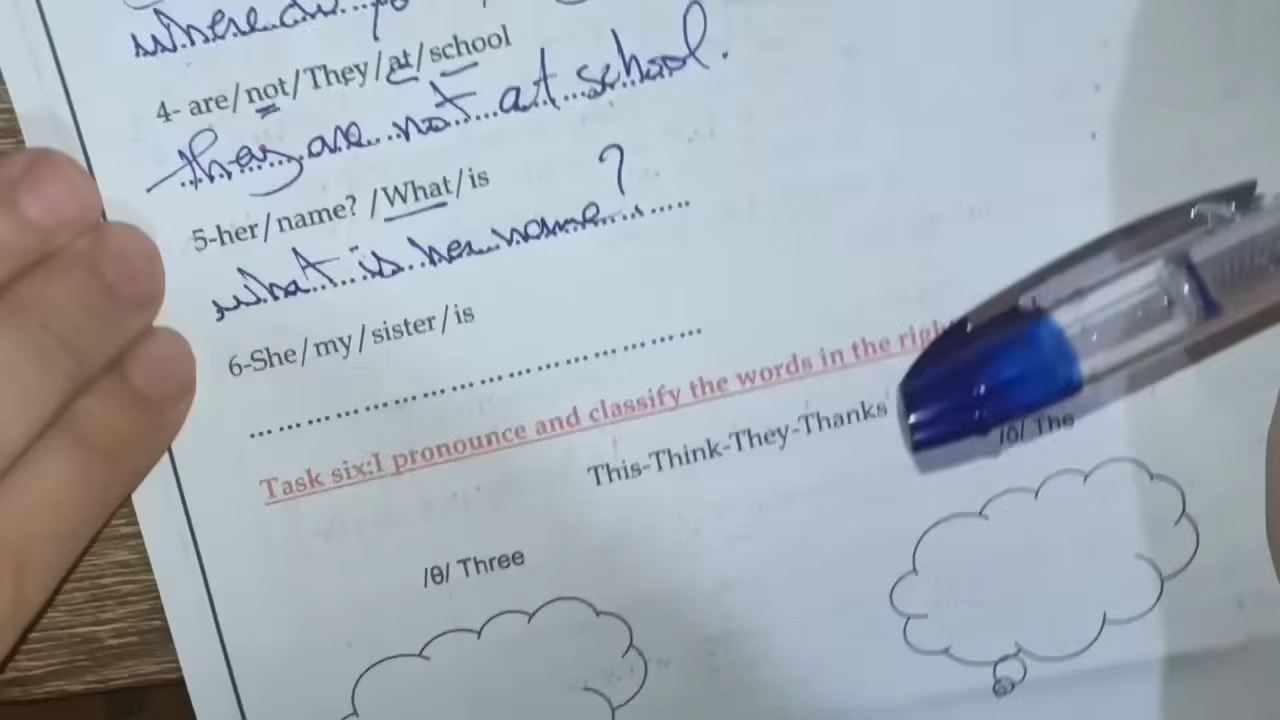 where
4- are/not/They/at/school
they are not at school.
5-her/name? /What/is
what is her name ?
6-She/my/sister/is
Task six:I pronounce and classify the words in the righ
This-Think-They-Thanks
/ð/ The
/θ/ Three